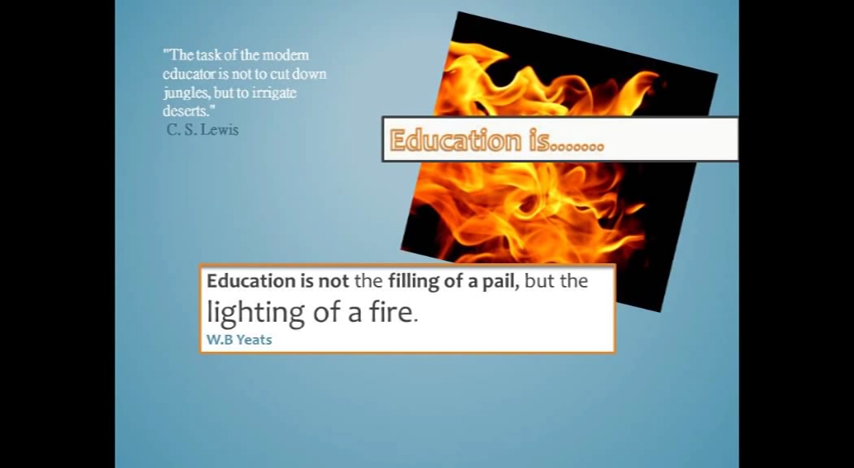 "The task of the modern
educator is not to cut down
jungles, but to irrigate
deserts."
C. S. Lewis
Education is.......
Education is not the filling of a pail, but the
lighting of a fire.
W.B Yeats